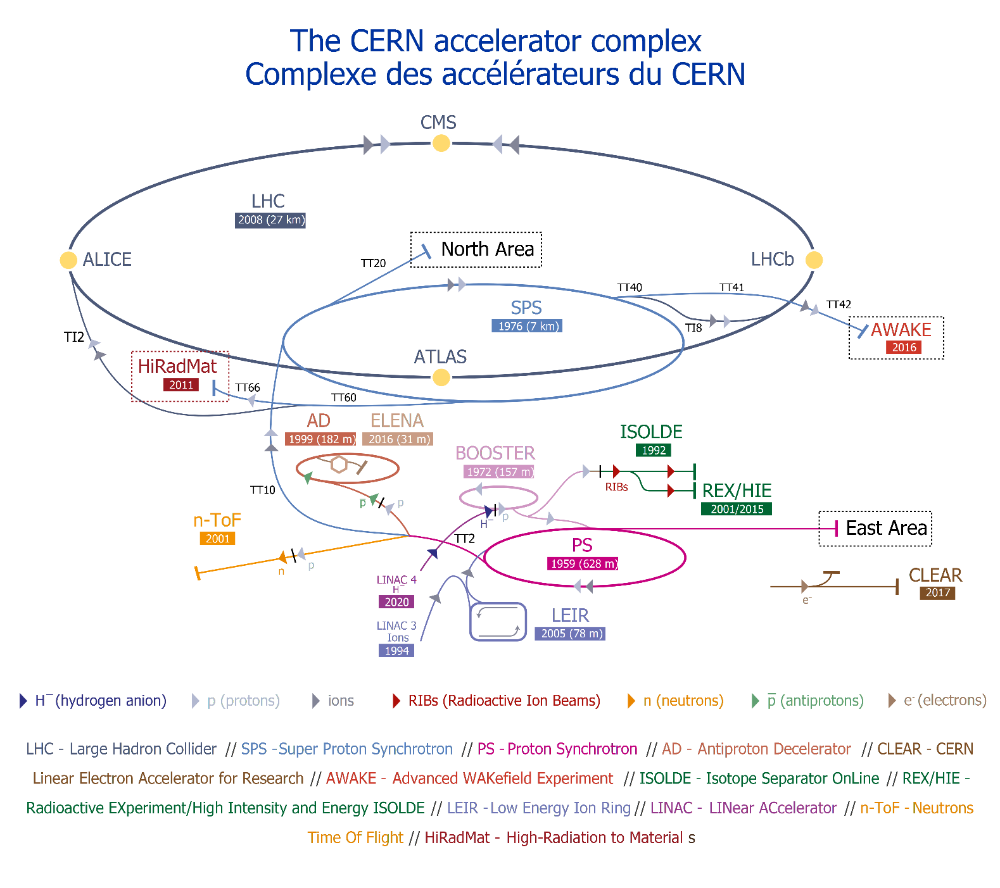 The CERN accelerator complex
Complexe des accélérateurs du CERN
CMS
LHC
2008 (27 km)
North Area
TT20
ALICE
LHCb
TT40
TT41
TT42
SPS
1976 (7 km)
TI8
AWAKE
2016
TI2
ATLAS
HiRadMat
2011
TT66
TT60
AD
1999 (182 m)
ELENA
2016 (31 m)
ISOLDE
1992
BOOSTER
1972 (157 m)
RIBs
REX/HIE
2001/2015
TT10
p̅
p
H⁻
p
n-ToF
2001
East Area
TT2
PS
1959 (628 m)
n
p
LINAC 4
H⁻
2020
CLEAR
2017
e⁻
LEIR
2005 (78 m)
LINAC 3
Ions
1994
H⁻ (hydrogen anion) p (protons) ions RIBs (Radioactive Ion Beams) n (neutrons) p̅ (antiprotons) e⁻ (electrons)
LHC - Large Hadron Collider // SPS - Super Proton Synchrotron // PS - Proton Synchrotron // AD - Antiproton Decelerator // CLEAR - CERN
Linear Electron Accelerator for Research // AWAKE - Advanced WAKefield Experiment // ISOLDE - Isotope Separator OnLine // REX/HIE -
Radioactive EXperiment/High Intensity and Energy ISOLDE // LEIR - Low Energy Ion Ring // LINAC - LINear ACcelerator // n-ToF - Neutrons
Time Of Flight // HiRadMat - High-Radiation to Material s